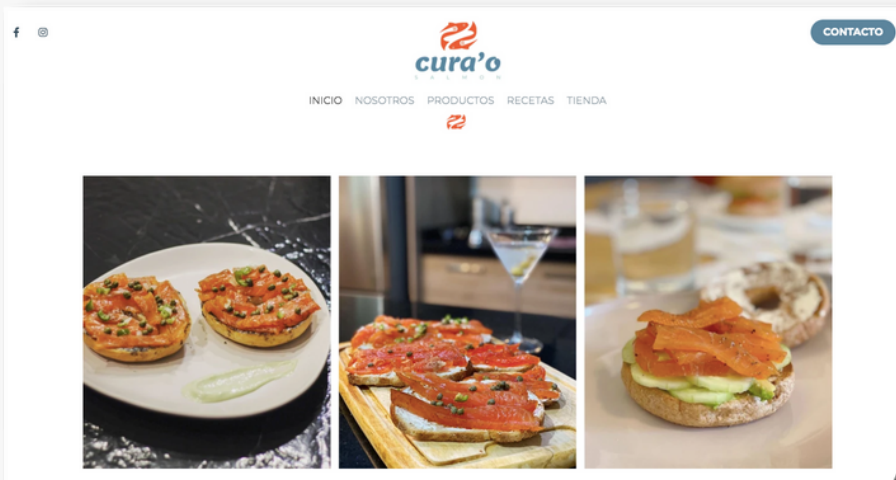 CONTACTO
cura'o
SALMON
INICIO NOSOTROS PRODUCTOS RECETAS TIENDA